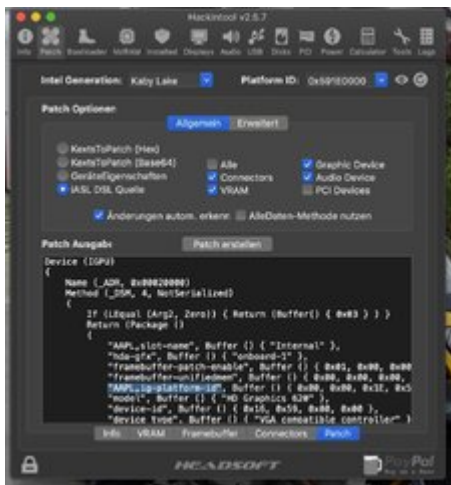 Hackintool v2.5.7
Info Patch Bootloader NVRAM Installed Displays Audio USB Disks PCI Power Calculator Tools Logs
Intel Generation: Kaby Lake Platform ID: 0x591E0000
Patch Optionen
Allgemein Erweitert
KextsToPatch (Hex)
KextsToPatch (Base64) Alle Graphic Device
GeräteEigenschaften Connectors Audio Device
iASL DSL Quelle VRAM PCI Devices
Änderungen autom. erkenn AlleDaten-Methode nutzen
Patch Ausgabe Patch erstellen
Device (IGPU)
{
Name (_ADR, 0x00020000)
Method (_DSM, 4, NotSerialized)
{
If (LEqual (Arg2, Zero)) { Return (Buffer() { 0x03 } ) }
Return (Package ()
{
"AAPL,slot-name", Buffer () { "Internal" },
"hda-gfx", Buffer () { "onboard-1" },
"framebuffer-patch-enable", Buffer () { 0x01, 0x00, 0x00
"framebuffer-unifiedmem", Buffer () { 0x00, 0x00, 0x00,
"AAPL,ig-platform-id", Buffer () { 0x00, 0x00, 0x1E, 0x5
"model", Buffer () { "HD Graphics 620" },
"device-id", Buffer () { 0x16, 0x59, 0x00, 0x00 },
"device_type", Buffer () { "VGA compatible controller" }
Info VRAM Framebuffer Connectors Patch
HEADSOFT
PayPal